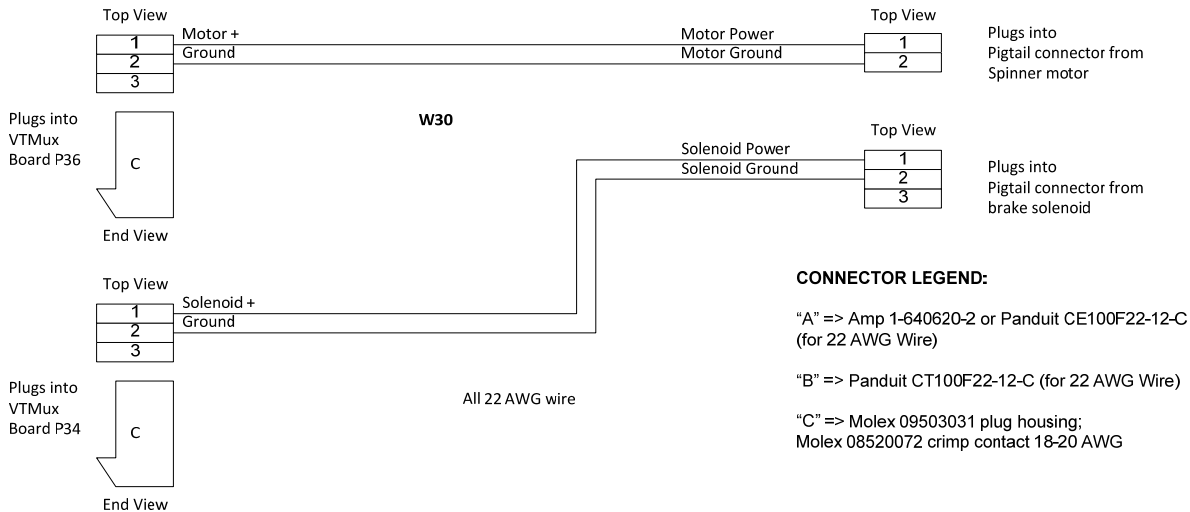 Top View
1
2
3
Motor +
Ground
Motor Power
Motor Ground
Top View
1
2
Plugs into
Pigtail connector from
Spinner motor
Plugs into
VTMux
Board P36
C
End View
W30
Solenoid Power
Solenoid Ground
Top View
1
2
3
Plugs into
Pigtail connector from
brake solenoid
Top View
1
2
3
Solenoid +
Ground
Plugs into
VTMux
Board P34
C
End View
All 22 AWG wire
CONNECTOR LEGEND:
“A” => Amp 1-640620-2 or Panduit CE100F22-12-C
(for 22 AWG Wire)
“B” => Panduit CT100F22-12-C (for 22 AWG Wire)
“C” => Molex 09503031 plug housing;
Molex 08520072 crimp contact 18-20 AWG